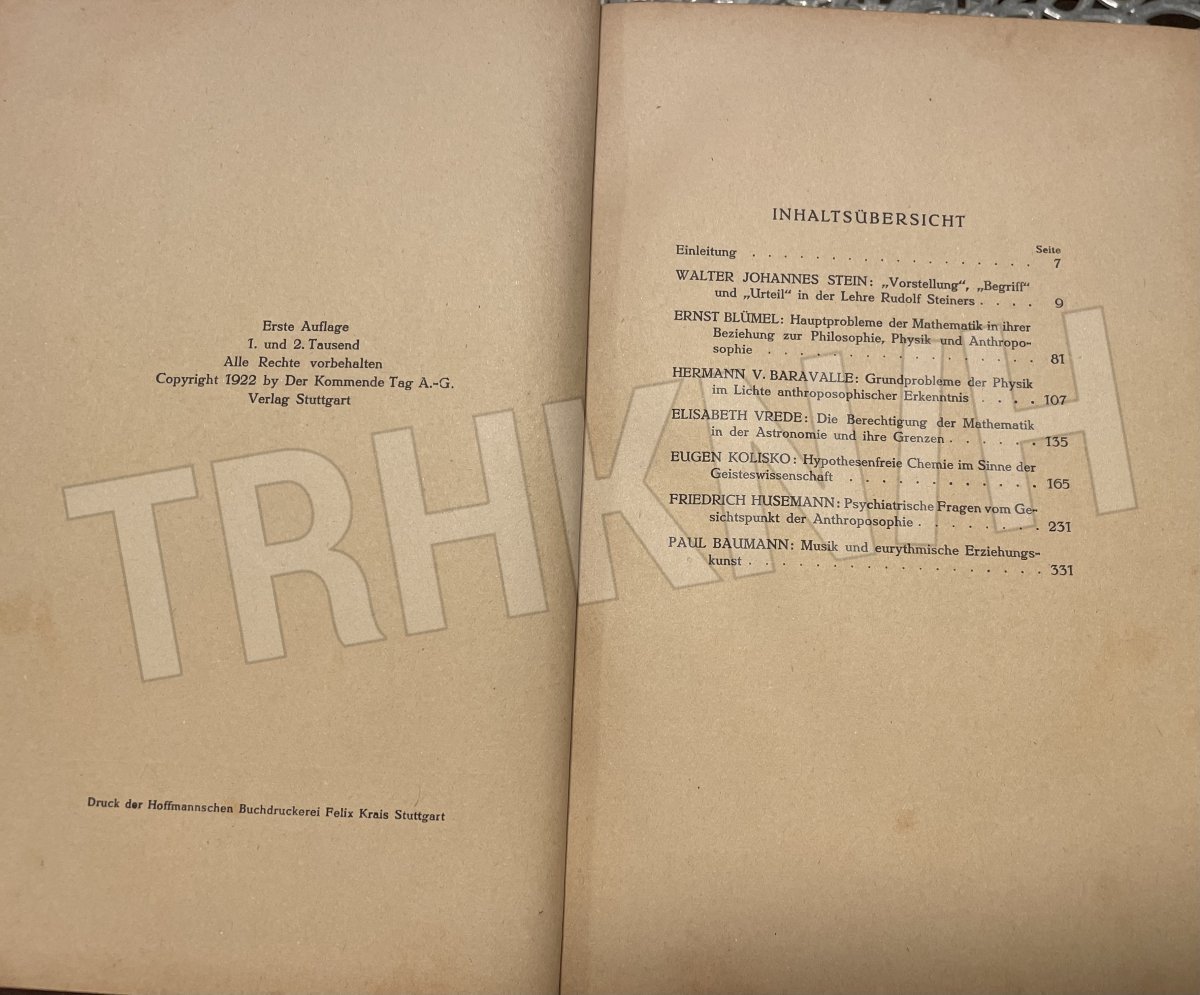 Erste Auflage
1. und 2. Tausend
Alle Rechte vorbehalten
Copyright 1922 by Der Kommende Tag A.-G.
Verlag Stuttgart
Druck der Hoffmannschen Buchdruckerei Felix Krais Stuttgart
INHALTSÜBERSICHT
Seite
Einleitung . . . . . . . . . . . . . . . . . . 7
WALTER JOHANNES STEIN: „Vorstellung“, „Begriff“
und „Urteil“ in der Lehre Rudolf Steiners . . . . 9
ERNST BLÜMEL: Hauptprobleme der Mathematik in ihrer
Beziehung zur Philosophie, Physik und Anthropo-
sophie . . . . . . . . . . . . . . . . . 81
HERMANN V. BARAVALLE: Grundprobleme der Physik
im Lichte anthroposophischer Erkenntnis . . . . 107
ELISABETH VREDE: Die Berechtigung der Mathematik
in der Astronomie und ihre Grenzen . . . . . . 135
EUGEN KOLISKO: Hypothesenfreie Chemie im Sinne der
Geisteswissenschaft . . . . . . . . . . . . 165
FRIEDRICH HUSEMANN: Psychiatrische Fragen vom Ge-
sichtspunkt der Anthroposophie . . . . . . . . 231
PAUL BAUMANN: Musik und eurythmische Erziehungs-
kunst . . . . . . . . . . . . . . . . . . 331
TRHKNIH